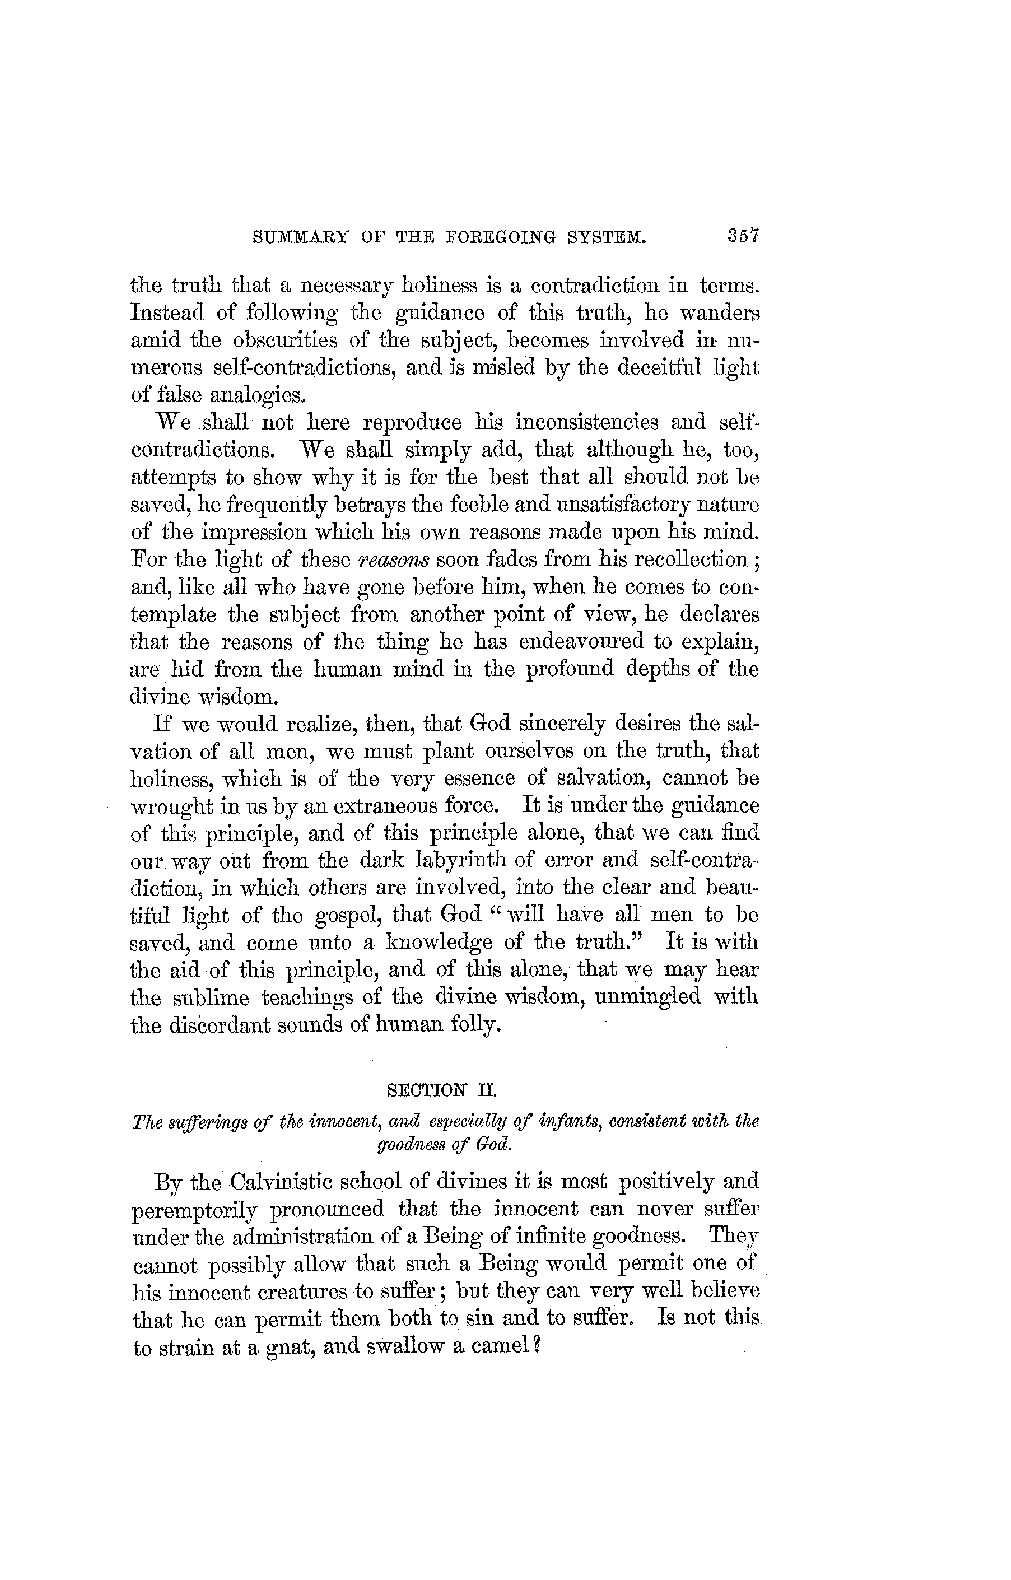 SUMMARY OF THE FOREGOING SYSTEM. 357
the truth that a necessary holiness is a contradiction in terms.
Instead of following the guidance of this truth, he wanders
amid the obscurities of the subject, becomes involved in nu-
merous self-contradictions, and is misled by the deceitful light
of false analogies.
We shall not here reproduce his inconsistencies and self-
contradictions. We shall simply add, that although he, too,
attempts to show why it is for the best that all should not be
saved, he frequently betrays the feeble and unsatisfactory nature
of the impression which his own reasons made upon his mind.
For the light of these reasons soon fades from his recollection;
and, like all who have gone before him, when he comes to con-
template the subject from another point of view, he declares
that the reasons of the thing he has endeavoured to explain,
are hid from the human mind in the profound depths of the
divine wisdom.
If we would realize, then, that God sincerely desires the sal-
vation of all men, we must plant ourselves on the truth, that
holiness, which is of the very essence of salvation, cannot be
wrought in us by an extraneous force. It is under the guidance
of this principle, and of this principle alone, that we can find
our way out from the dark labyrinth of error and self-contra-
diction, in which others are involved, into the clear and beau-
tiful light of the gospel, that God "will have all men to be
saved, and come unto a knowledge of the truth." It is with
the aid of this principle, and of this alone, that we may hear
the sublime teachings of the divine wisdom, unmingled with
the discordant sounds of human folly.
SECTION II.
The sufferings of the innocent, and especially of infants, consistent with the
goodness of God.
By the Calvinistic school of divines it is most positively and
peremptorily pronounced that the innocent can never suffer
under the administration of a Being of infinite goodness. They
cannot possibly allow that such a Being would permit one of
his innocent creatures to suffer; but they can very well believe
that he can permit them both to sin and to suffer. Is not this
to strain at a gnat, and swallow a camel?